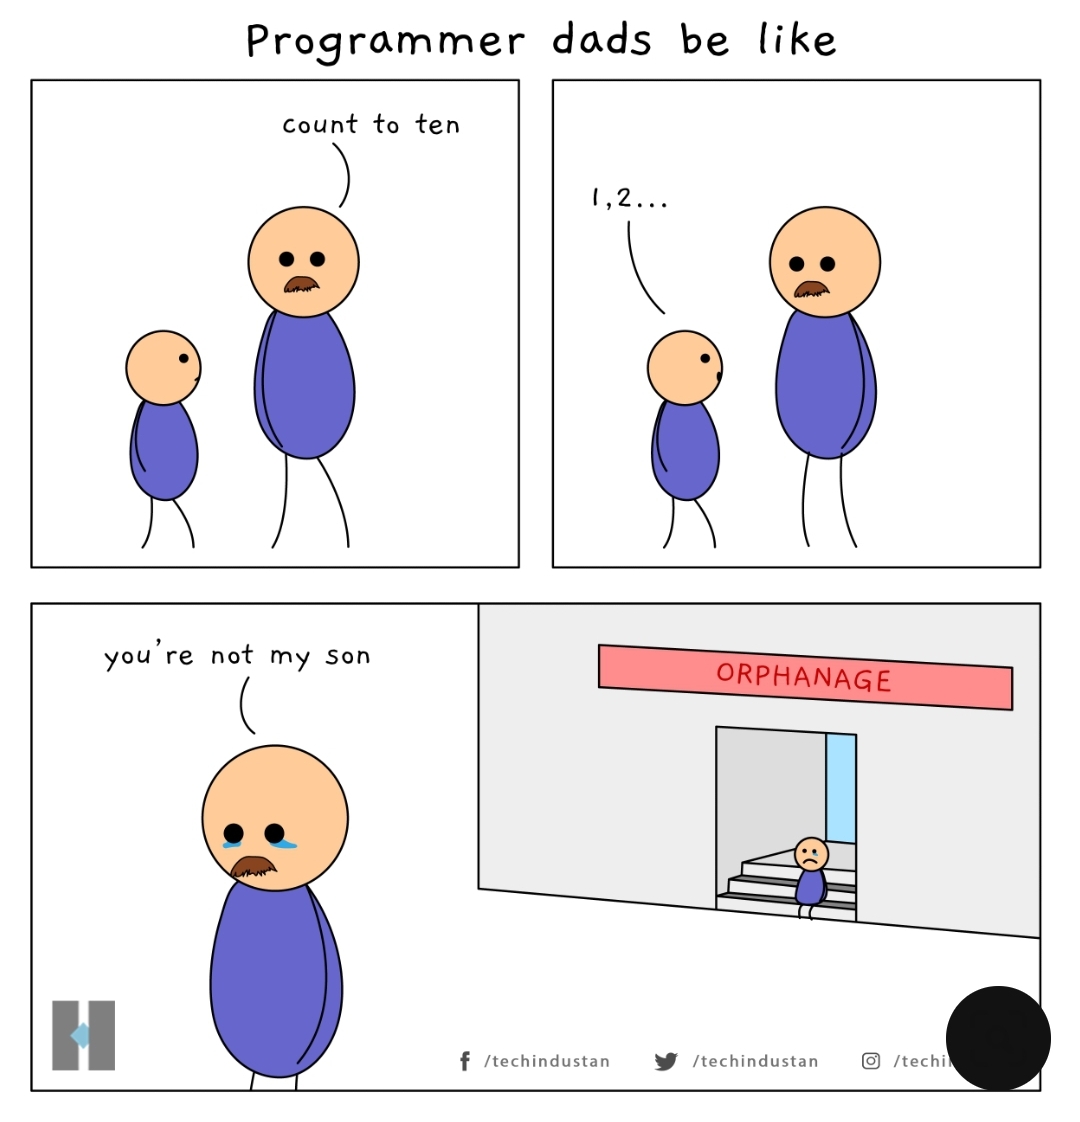 Programmer dads be like
count to ten
1,2...
you're not my son
ORPHANAGE
/techindustan
/techindustan